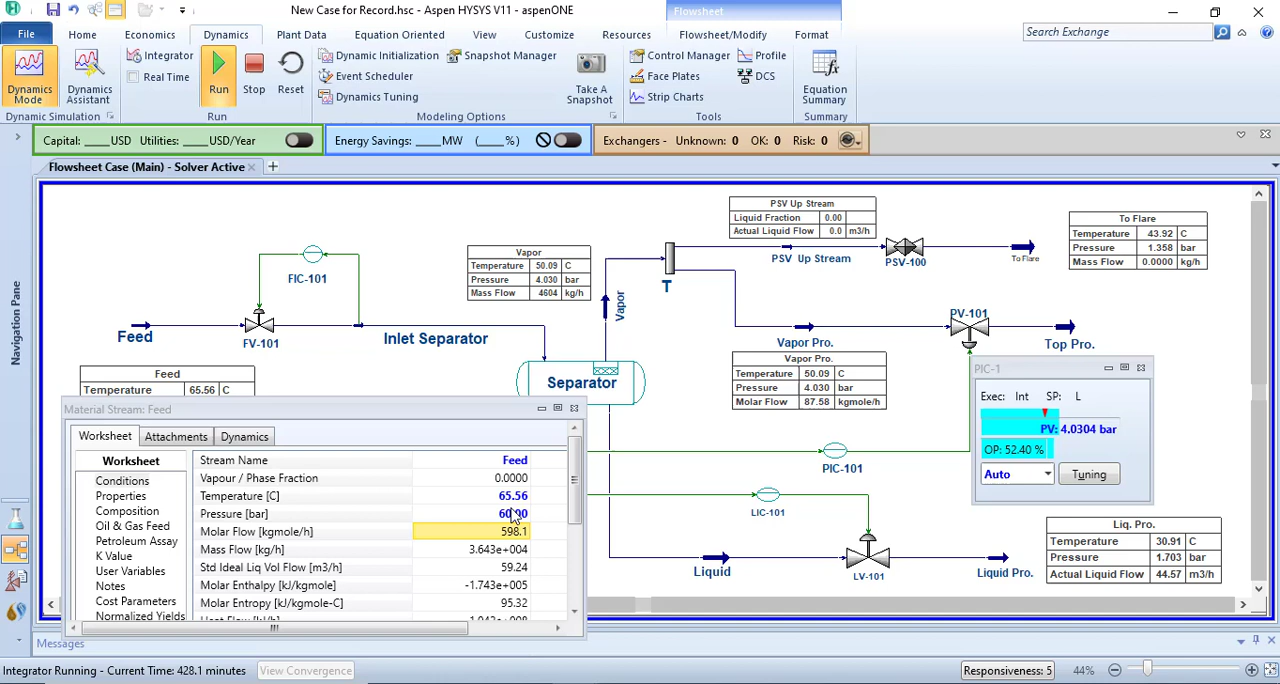 New Case for Record.hsc - Aspen HYSYS V11 - aspenONE
Flowsheet
File Home Economics Dynamics Plant Data Equation Oriented View Customize Resources Flowsheet/Modify Format
Search Exchange
Dynamics Mode
Dynamics Assistant
Dynamic Simulation
Integrator
Real Time
Run
Stop
Reset
Run
Dynamic Initialization
Snapshot Manager
Event Scheduler
Dynamic Tuning
Take A Snapshot
Modeling Options
Control Manager
Profile
Face Plates
DCS
Strip Charts
Tools
Equation Summary
Summary
Capital: ____ USD Utilities: ____ USD/Year
Energy Savings: ____ MW (____ %)
Exchangers - Unknown: 0 OK: 0 Risk: 0
Flowsheet Case (Main) - Solver Active
Navigation Pane
PSV Up Stream
Liquid Fraction 0.00
Actual Liquid Flow 0.0 m3/h
To Flare
Temperature 43.92 C
Pressure 1.358 bar
Mass Flow 0.0000 kg/h
Vapor
Temperature 50.09 C
Pressure 4.030 bar
Mass Flow 4604 kg/h
PSV Up Stream
PSV-100
To Flare
FIC-101
T
Vapor
Feed
FV-101
Inlet Separator
Vapor Pro.
PV-101
Top Pro.
Vapor Pro.
Temperature 50.09 C
Pressure 4.030 bar
Molar Flow 87.58 kgmole/h
Separator
Feed
Temperature 65.56 C
PIC-1
Exec: Int SP: L
PV: 4.0304 bar
OP: 52.40 %
Auto
Tuning
PIC-101
LIC-101
Liquid
LV-101
Liquid Pro.
Liq. Pro.
Temperature 30.91 C
Pressure 1.703 bar
Actual Liquid Flow 44.57 m3/h
Material Stream: Feed
Worksheet Attachments Dynamics
Worksheet
Conditions
Properties
Composition
Oil & Gas Feed
Petroleum Assay
K Value
User Variables
Notes
Cost Parameters
Normalized Yields
Stream Name Feed
Vapour / Phase Fraction 0.0000
Temperature [C] 65.56
Pressure [bar]
Molar Flow [kgmole/h] 598.1
Mass Flow [kg/h] 3.643e+004
Std Ideal Liq Vol Flow [m3/h] 59.24
Molar Enthalpy [kJ/kgmole] -1.743e+005
Molar Entropy [kJ/kgmole-C] 95.32
Messages
Integrator Running - Current Time: 428.1 minutes
View Convergence
Responsiveness: 5
44%